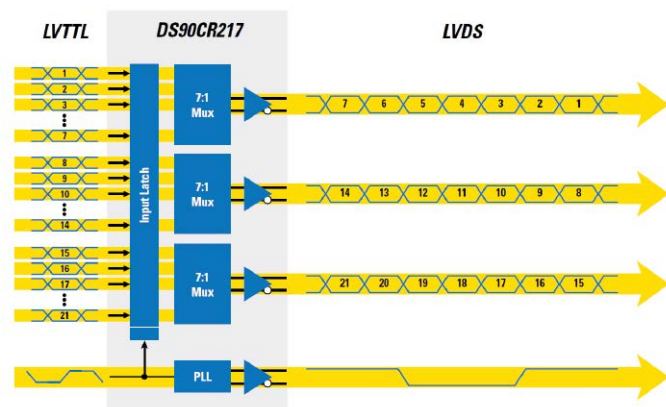 LVTTL DS90CR217 LVDS
1
2
3
7
7:1
Mux
7 6 5 4 3 2 1
8
9
10
14
Input Latch
7:1
Mux
14 13 12 11 10 9 8
15
16
17
21
7:1
Mux
21 20 19 18 17 16 15
PLL